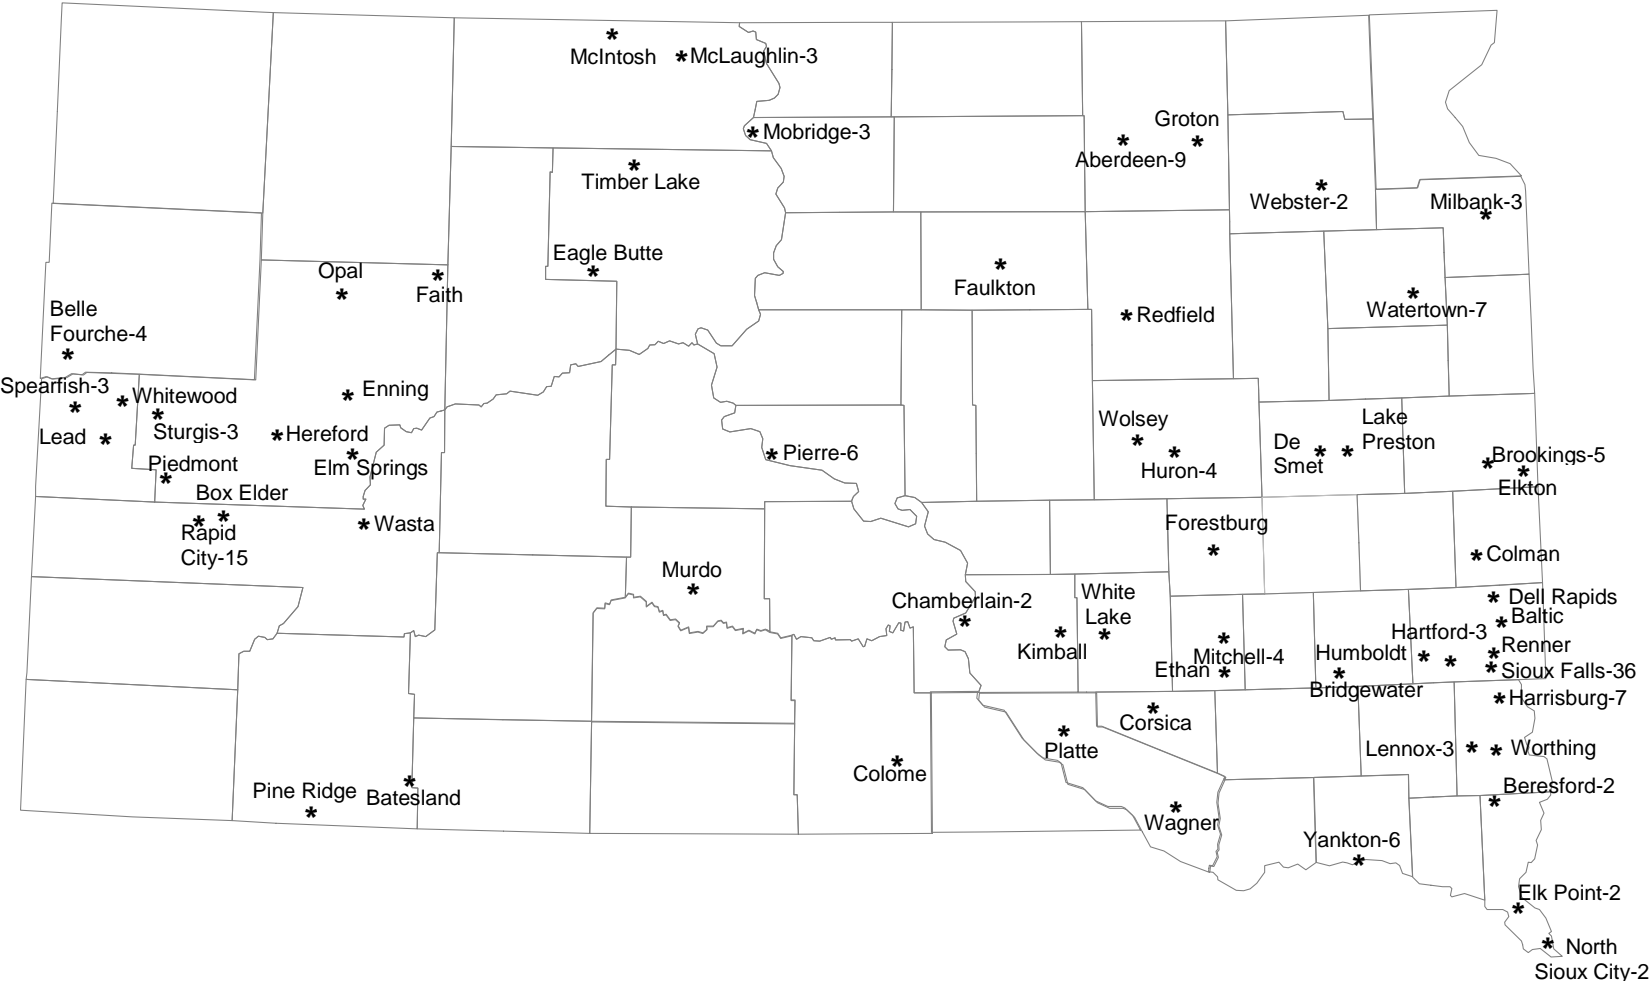 McIntosh
McLaughlin-3
Mobridge-3
Groton
Aberdeen-9
Timber Lake
Webster-2
Milbank-3
Eagle Butte
Opal
Faith
Faulkton
Redfield
Watertown-7
Belle
Fourche-4
Spearfish-3
Whitewood
Enning
Sturgis-3
Lead
Hereford
Elm Springs
Piedmont
Box Elder
Wasta
Rapid
City-15
Pierre-6
Wolsey
Huron-4
De
Smet
Lake
Preston
Brookings-5
Elkton
Forestburg
Colman
Murdo
Chamberlain-2
White
Lake
Kimball
Dell Rapids
Baltic
Hartford-3
Renner
Humboldt
Mitchell-4
Ethan
Sioux Falls-36
Bridgewater
Harrisburg-7
Corsica
Platte
Lennox-3
Worthing
Colome
Beresford-2
Pine Ridge
Batesland
Wagner
Yankton-6
Elk Point-2
North
Sioux City-2